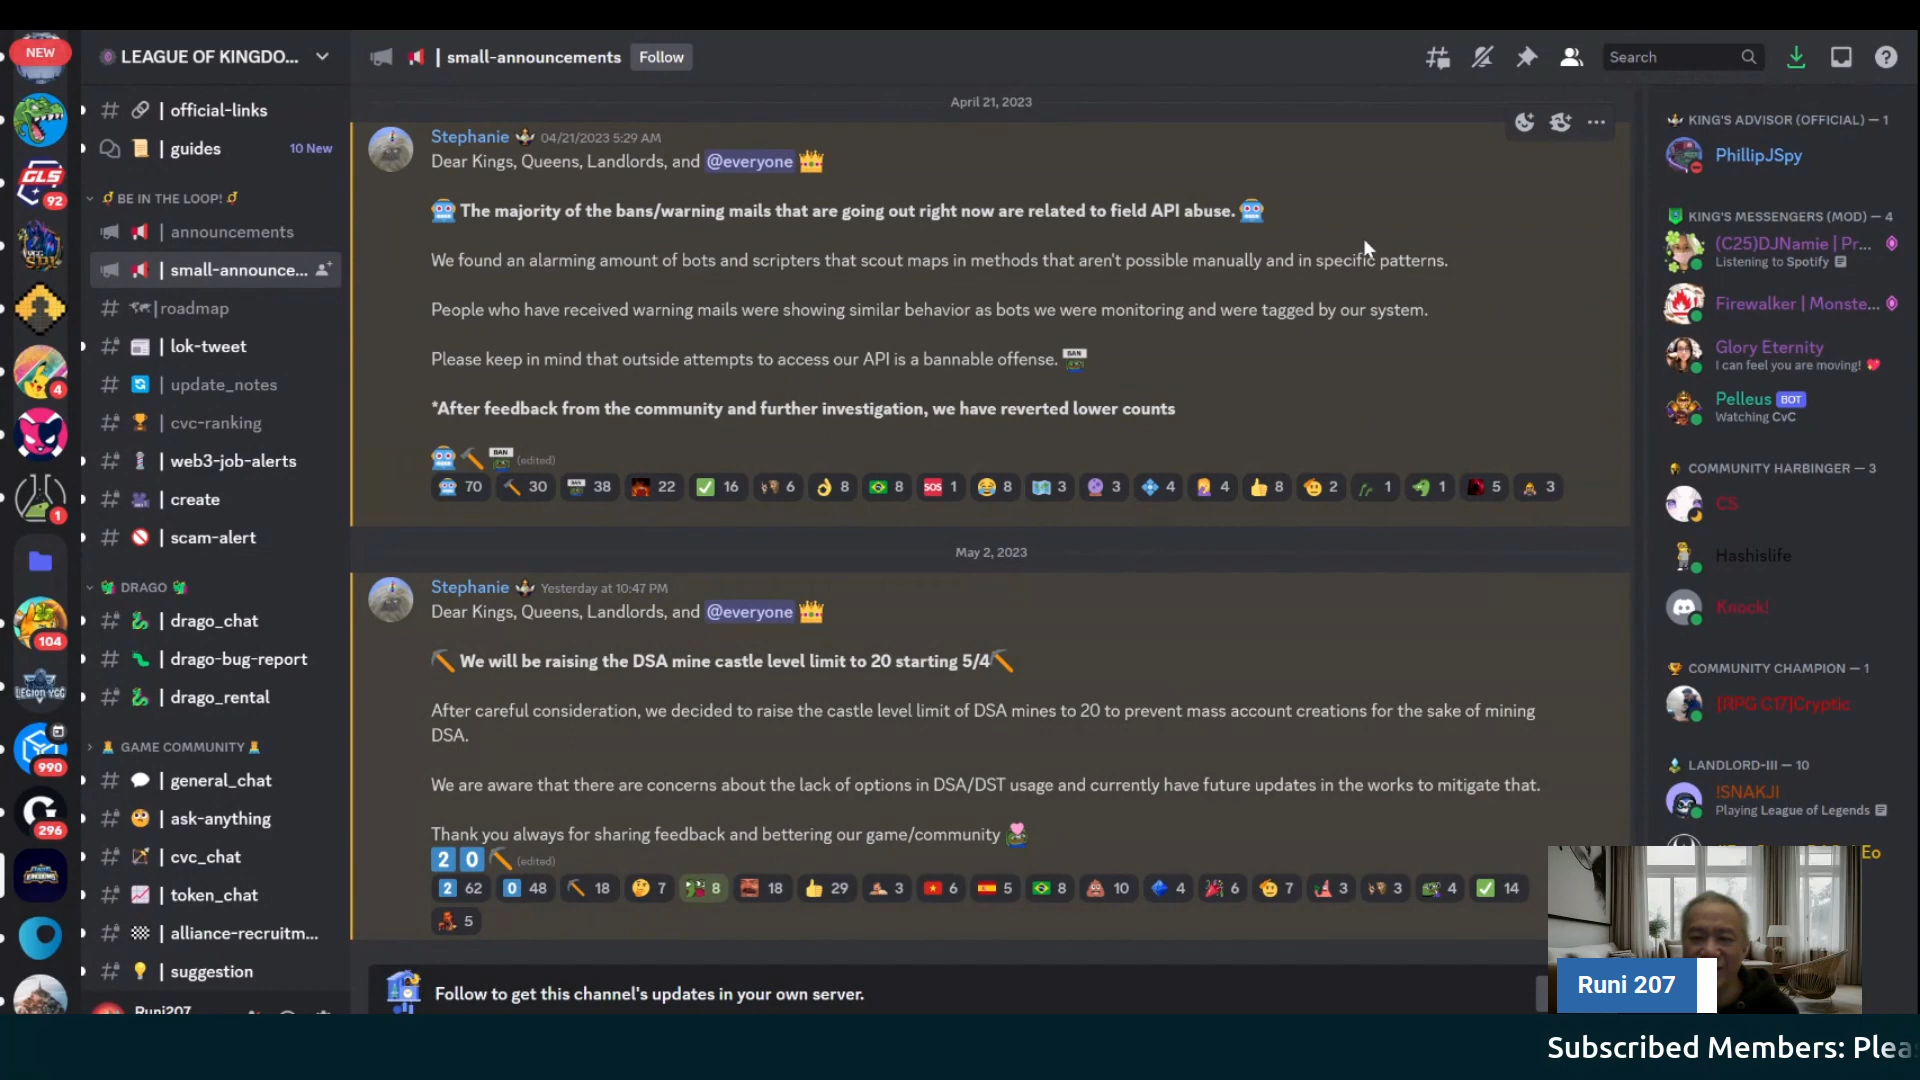 NEW
LEAGUE OF KINGDO...
| small-announcements
Follow
Search
92
4
1
104
LEGION YGG
990
296
| official-links
| guides
10 New
BE IN THE LOOP!
| announcements
| small-announce...
|roadmap
| lok-tweet
| update_notes
| cvc-ranking
| web3-job-alerts
| create
| scam-alert
DRAGO
| drago_chat
| drago-bug-report
| drago_rental
GAME COMMUNITY
| general_chat
| ask-anything
| cvc_chat
| token_chat
| alliance-recruitm...
| suggestion
Runi207
April 21, 2023
Stephanie 04/21/2023 5:29 AM
Dear Kings, Queens, Landlords, and @everyone
The majority of the bans/warning mails that are going out right now are related to field API abuse.
We found an alarming amount of bots and scripters that scout maps in methods that aren't possible manually and in specific patterns.
People who have received warning mails were showing similar behavior as bots we were monitoring and were tagged by our system.
Please keep in mind that outside attempts to access our API is a bannable offense. BAN
*After feedback from the community and further investigation, we have reverted lower counts
BAN (edited)
70 30 38 22 16 6 8 8 SOS 1 8 3 3 4 4 8 2 1 1 5 3
May 2, 2023
Stephanie Yesterday at 10:47 PM
Dear Kings, Queens, Landlords, and @everyone
We will be raising the DSA mine castle level limit to 20 starting 5/4
After careful consideration, we decided to raise the castle level limit of DSA mines to 20 to prevent mass account creations for the sake of mining
DSA.
We are aware that there are concerns about the lack of options in DSA/DST usage and currently have future updates in the works to mitigate that.
Thank you always for sharing feedback and bettering our game/community
2 0 (edited)
2 62 0 48 18 7 8 18 29 3 6 5 8 10 4 6 7 3 3 4 14
5
Follow to get this channel's updates in your own server.
KING'S ADVISOR (OFFICIAL) — 1
PhillipJSpy
KING'S MESSENGERS (MOD) — 4
(C25)DJNamie | Pr...
Listening to Spotify
Firewalker | Monste...
Glory Eternity
I can feel you are moving!
Pelleus BOT
Watching CvC
COMMUNITY HARBINGER — 3
CS
Hashislife
Knock!
COMMUNITY CHAMPION — 1
[RPG C17]Cryptic
LANDLORD-III — 10
!SNAKJI
Playing League of Legends
Eo
Runi 207
Subscribed Members: Plea